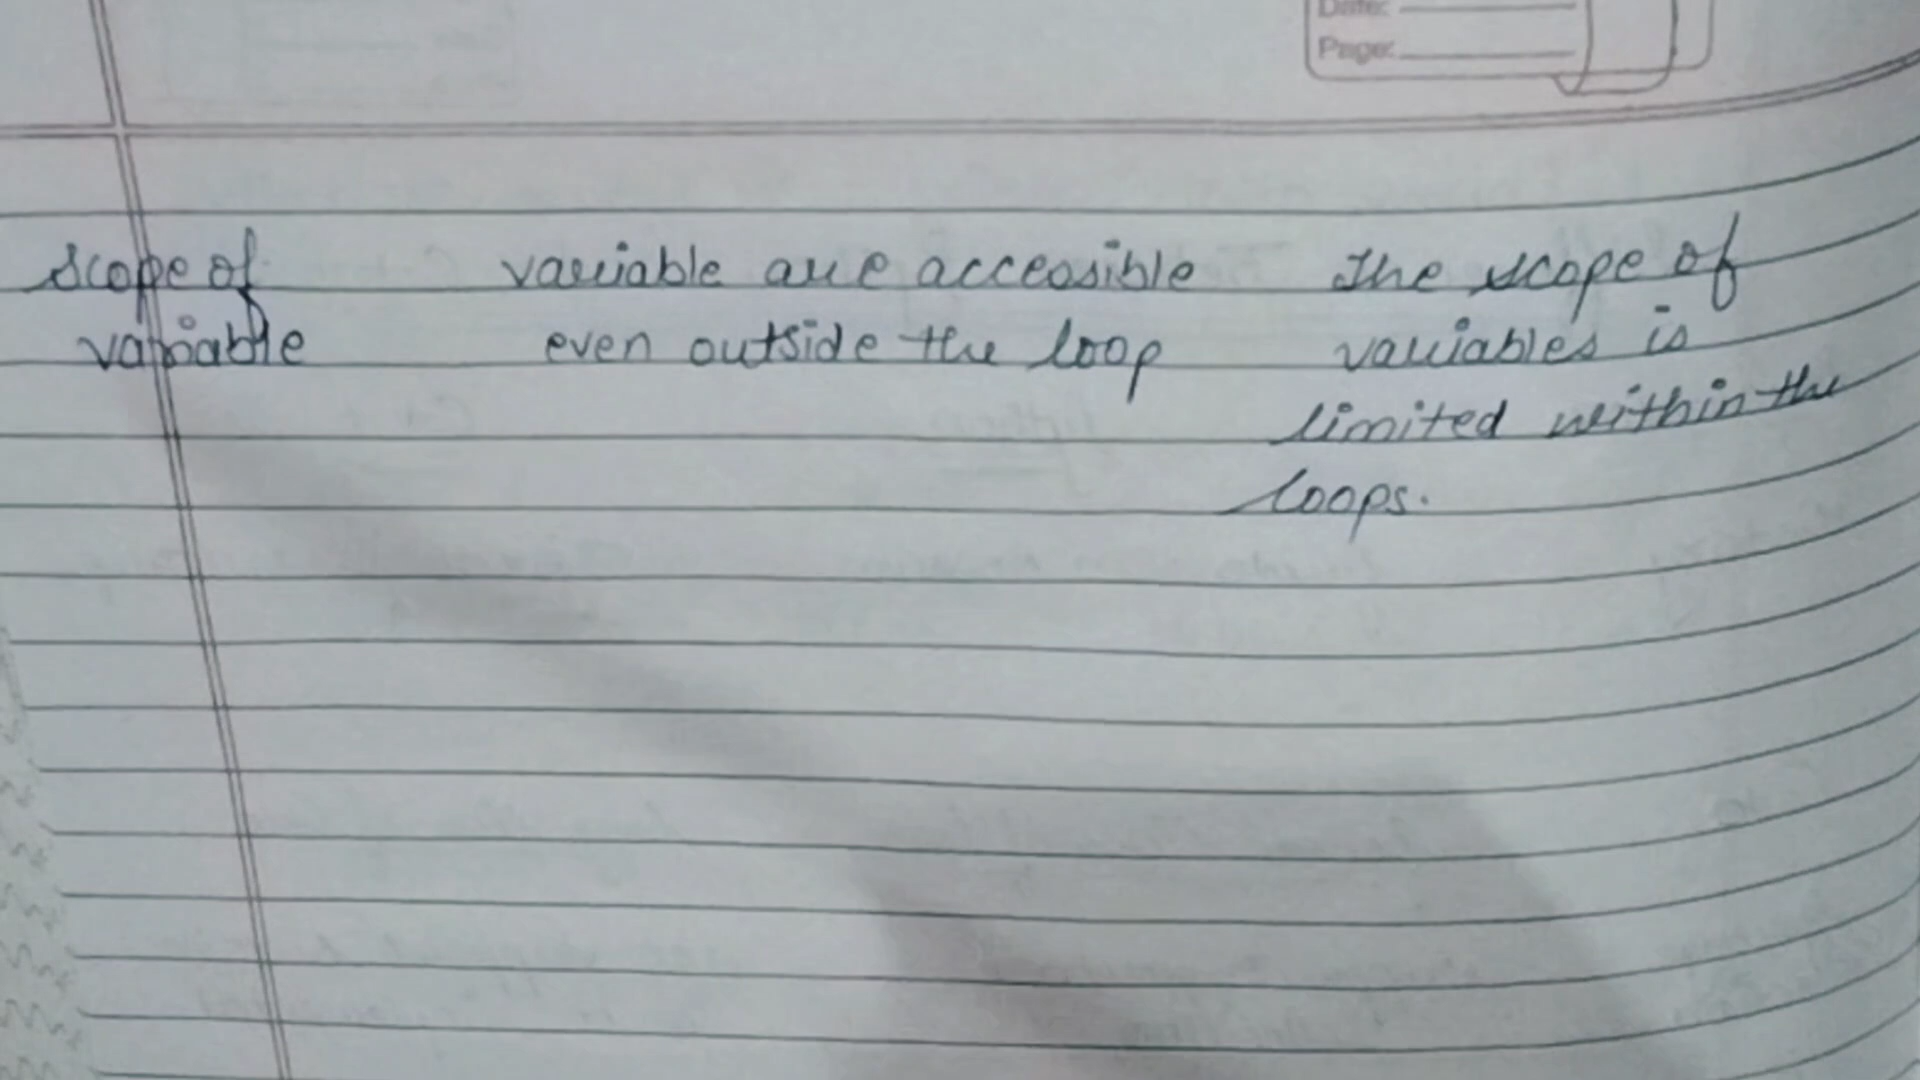 Date:
Page:
scope of variable are accessible The scope of
variable even outside the loop variables is
limited within the
loops.